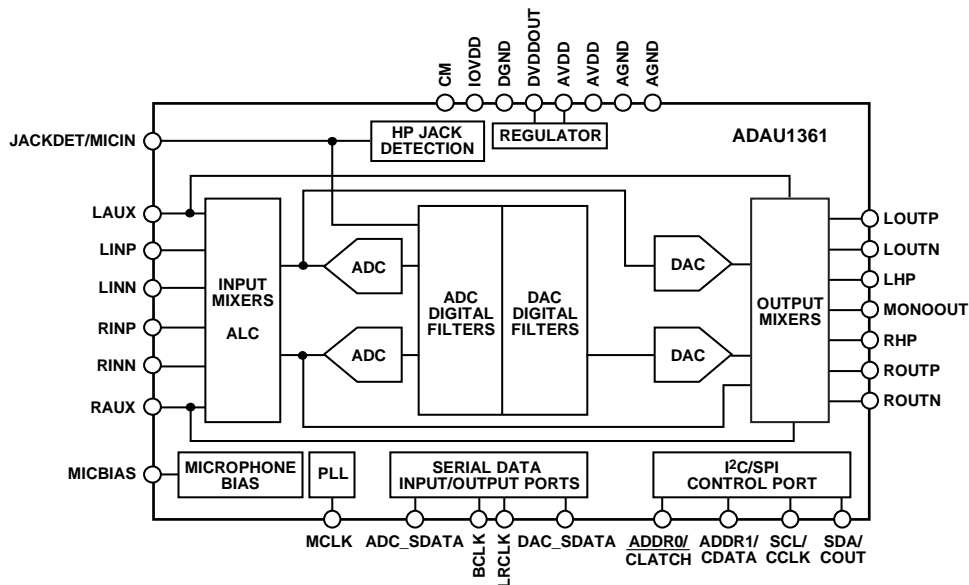 CM
IOVDD
DGND
DVDDOUT
AVDD
AVDD
AGND
AGND
JACKDET/MICIN
HP JACK
DETECTION
REGULATOR
ADAU1361
LAUX
LINP
LINN
RINP
RINN
RAUX
INPUT
MIXERS
ALC
ADC
ADC
ADC
DIGITAL
FILTERS
DAC
DIGITAL
FILTERS
DAC
DAC
OUTPUT
MIXERS
LOUTP
LOUTN
LHP
MONOOUT
RHP
ROUTP
ROUTN
MICBIAS
MICROPHONE
BIAS
PLL
SERIAL DATA
INPUT/OUTPUT PORTS
I²C/SPI
CONTROL PORT
MCLK
ADC_SDATA
BCLK
LRCLK
DAC_SDATA
ADDR0/
CLATCH
ADDR1/
CDATA
SCL/
CCLK
SDA/
COUT